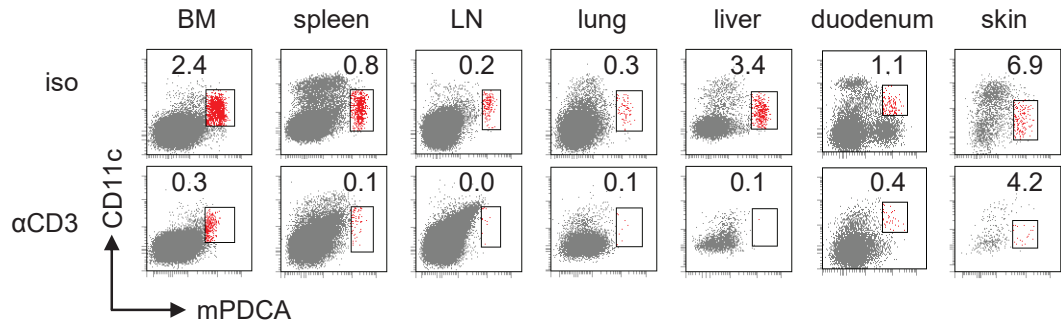 BM spleen LN lung liver duodenum skin
iso 2.4 0.8 0.2 0.3 3.4 1.1 6.9
αCD3 0.3 0.1 0.0 0.1 0.1 0.4 4.2
CD11c
mPDCA